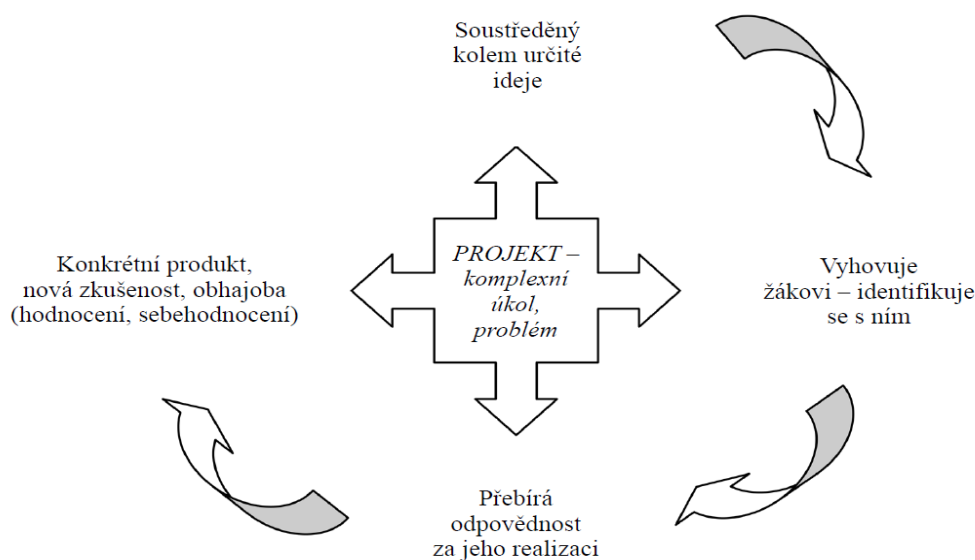 Soustředěný
kolem určité
ideje
PROJEKT –
komplexní
úkol,
problém
Konkrétní produkt,
nová zkušenost, obhajoba
(hodnocení, sebehodnocení)
Vyhovuje
žákovi – identifikuje
se s ním
Přebírá
odpovědnost
za jeho realizaci